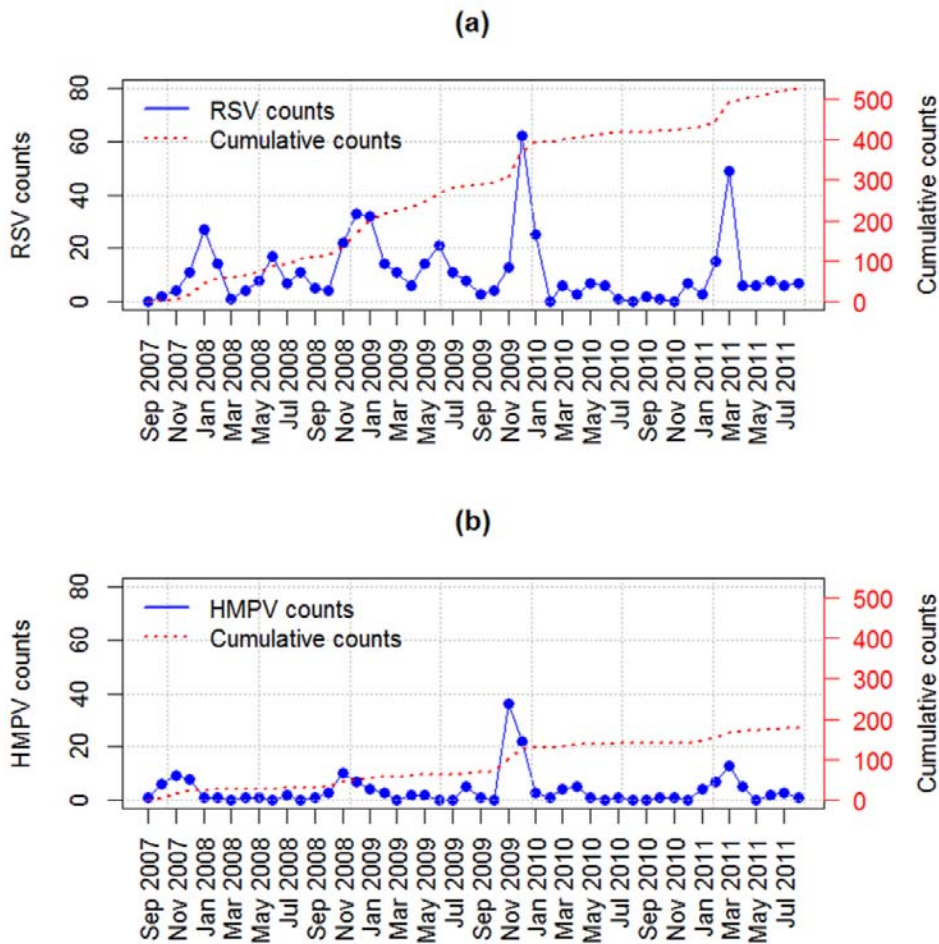 (a)
RSV counts
0 20 40 60 80
RSV counts
Cumulative counts
0 100 200 300 400 500
Cumulative counts
Sep 2007 Nov 2007 Jan 2008 Mar 2008 May 2008 Jul 2008 Sep 2008 Nov 2008 Jan 2009 Mar 2009 May 2009 Jul 2009 Sep 2009 Nov 2009 Jan 2010 Mar 2010 May 2010 Jul 2010 Sep 2010 Nov 2010 Jan 2011 Mar 2011 May 2011 Jul 2011
(b)
HMPV counts
0 20 40 60 80
HMPV counts
Cumulative counts
0 100 200 300 400 500
Cumulative counts
Sep 2007 Nov 2007 Jan 2008 Mar 2008 May 2008 Jul 2008 Sep 2008 Nov 2008 Jan 2009 Mar 2009 May 2009 Jul 2009 Sep 2009 Nov 2009 Jan 2010 Mar 2010 May 2010 Jul 2010 Sep 2010 Nov 2010 Jan 2011 Mar 2011 May 2011 Jul 2011